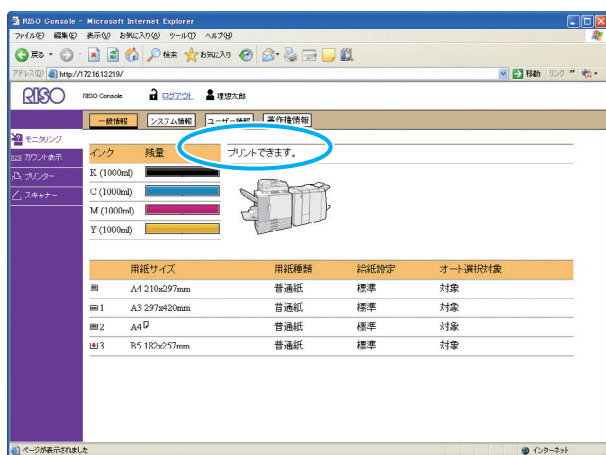 RISO Console - Microsoft Internet Explorer
ファイル(F) 編集(E) 表示(V) お気に入り(A) ツール(T) ヘルプ(H)
戻る 検索 お気に入り
アドレス(D) http://172.16.13.219/ 移動 リンク
RISO RISO Console ログアウト 理想太郎
一般情報 システム情報 ユーザー情報 著作権情報
モニタリング
カウント表示
プリンター
スキャナー
インク 残量 プリントできます。
K (1000ml)
C (1000ml)
M (1000ml)
Y (1000ml)
用紙サイズ 用紙種類 給紙設定 オート選択対象
A4 210x297mm 普通紙 標準 対象
1 A3 297x420mm 普通紙 標準 対象
2 A4 普通紙 標準 対象
3 B5 182x257mm 普通紙 標準 対象
ページが表示されました インターネット